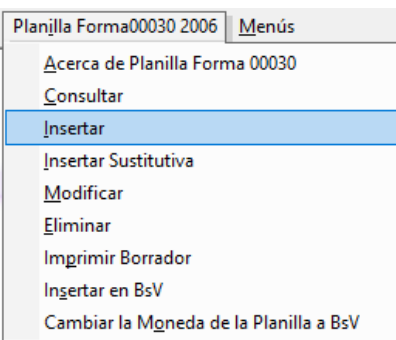 Planilla Forma00030 2006 Menús
Acerca de Planilla Forma 00030
Consultar
Insertar
Insertar Sustitutiva
Modificar
Eliminar
Imprimir Borrador
Insertar en BsV
Cambiar la Moneda de la Planilla a BsV